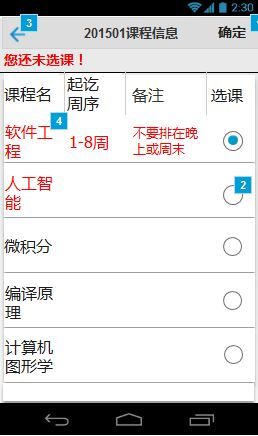 2:30
3
201501课程信息
确定
您还未选课！
课程名
起讫
周序
备注
选课
4
软件工
程
1-8周
不要排在晚
上或周末
人工智
能
2
微积分
编译原
理
计算机
图形学